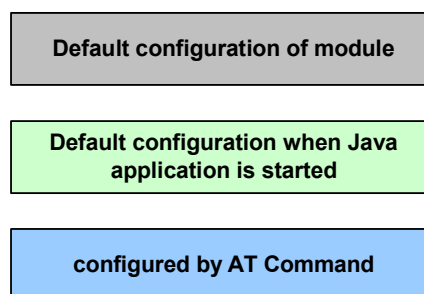 Default configuration of module
Default configuration when Java
application is started
configured by AT Command